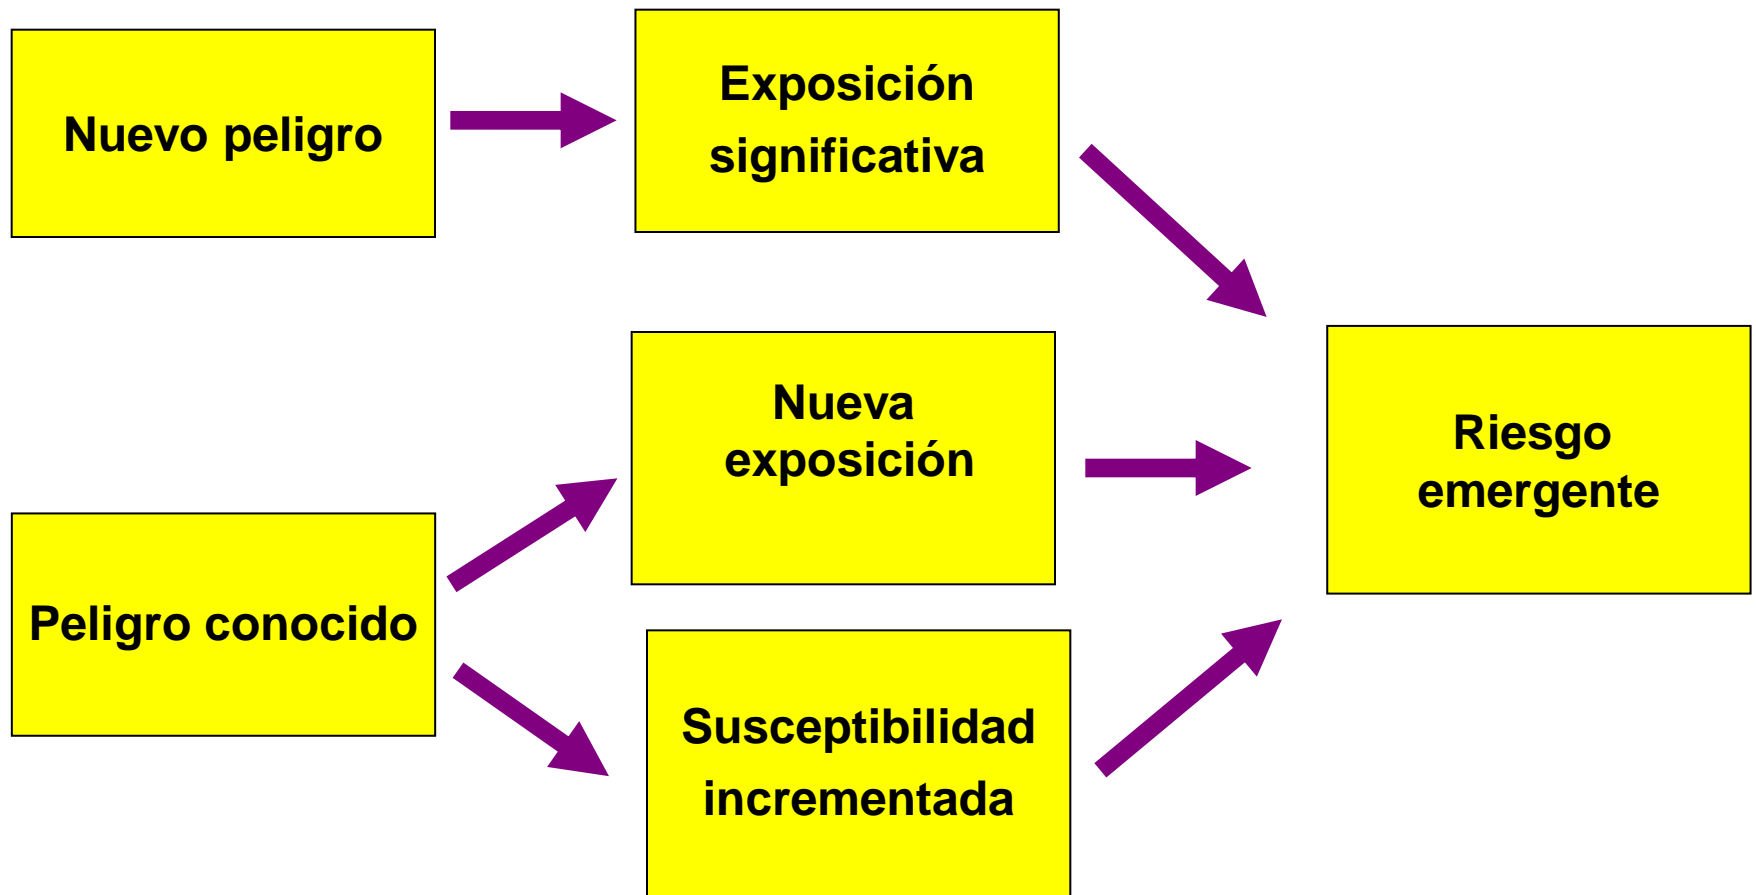 Nuevo peligro
Exposición
significativa
Nueva
exposición
Riesgo
emergente
Peligro conocido
Susceptibilidad
incrementada